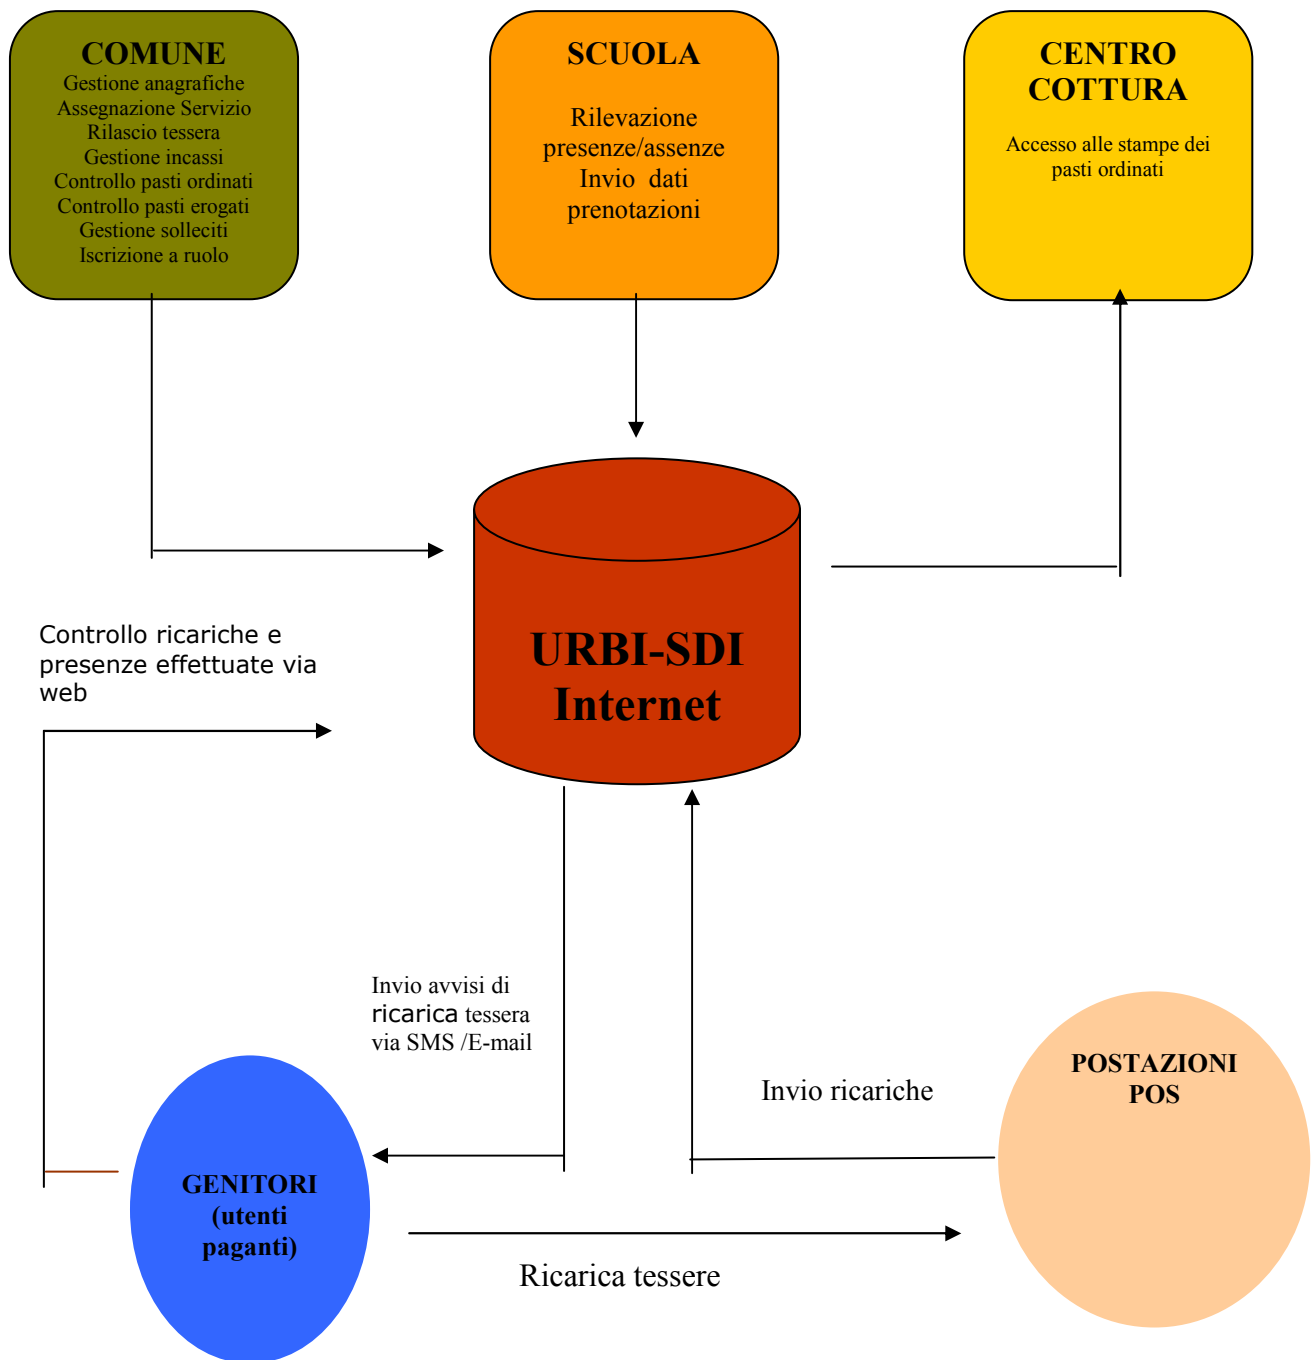 COMUNE
Gestione anagrafiche
Assegnazione Servizio
Rilascio tessera
Gestione incassi
Controllo pasti ordinati
Controllo pasti erogati
Gestione solleciti
Iscrizione a ruolo
SCUOLA
Rilevazione
presenze/assenze
Invio dati
prenotazioni
CENTRO
COTTURA
Accesso alle stampe dei
pasti ordinati
URBI-SDI
Internet
Controllo ricariche e
presenze effettuate via
web
Invio avvisi di
ricarica tessera
via SMS /E-mail
Invio ricariche
POSTAZIONI
POS
GENITORI
(utenti
paganti)
Ricarica tessere